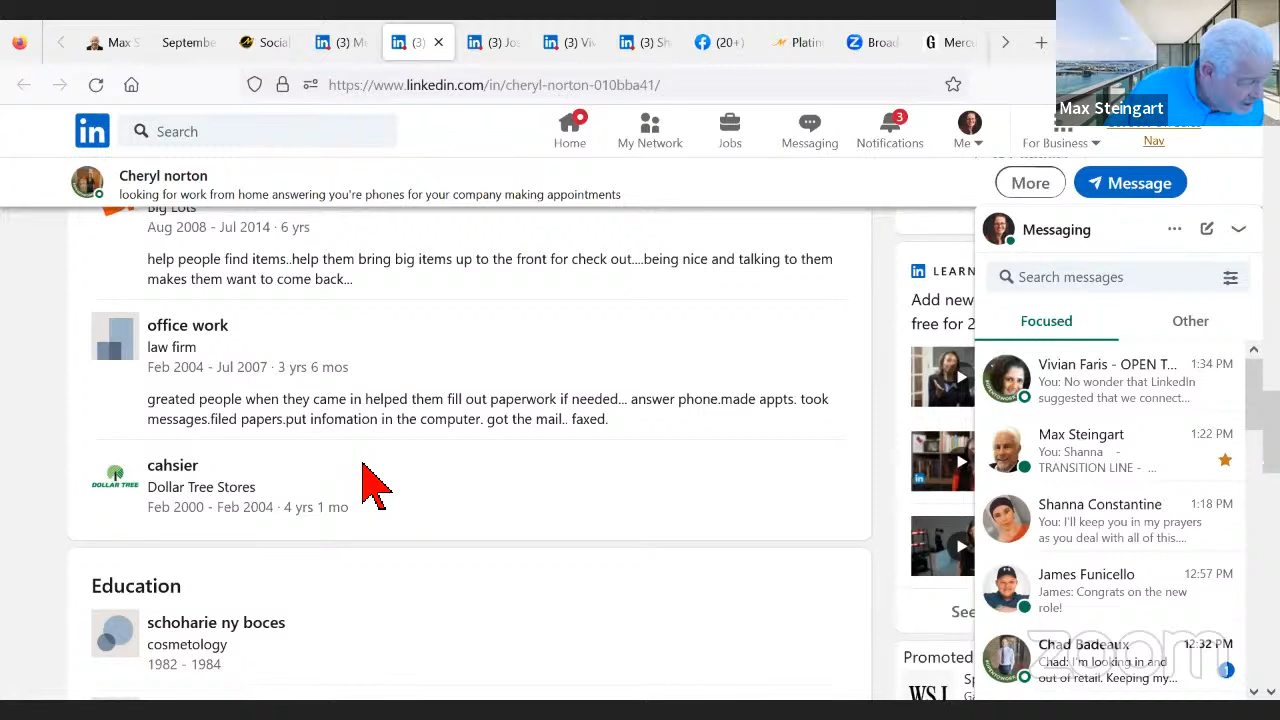 Max S
Septembe
Social
(3) M
(3)
(3) Jos
(3) Viv
(3) Sh
(20+)
Platin
Broad
Mercu
https://www.linkedin.com/in/cheryl-norton-010bba41/
Max Steingart
in
Search
Home
My Network
Jobs
Messaging
3
Notifications
Me
For Business
Nav
Cheryl norton
looking for work from home answering you're phones for your company making appointments
More
Message
Big Lots
Aug 2008 - Jul 2014 · 6 yrs
help people find items..help them bring big items up to the front for check out....being nice and talking to them
makes them want to come back...
office work
law firm
Feb 2004 - Jul 2007 · 3 yrs 6 mos
greated people when they came in helped them fill out paperwork if needed... answer phone.made appts. took
messages.filed papers.put infomation in the computer. got the mail.. faxed.
cahsier
DOLLAR TREE
Dollar Tree Stores
Feb 2000 - Feb 2004 · 4 yrs 1 mo
Education
schoharie ny boces
cosmetology
1982 - 1984
in LEARN
Add new
free for 2
See
Promoted
WSJ
Messaging
Search messages
Focused
Other
Vivian Faris - OPEN T... 1:34 PM
You: No wonder that LinkedIn
suggested that we connect...
Max Steingart 1:22 PM
You: Shanna -
TRANSITION LINE - ...
Shanna Constantine 1:18 PM
You: I'll keep you in my prayers
as you deal with all of this....
James Funicello 12:57 PM
James: Congrats on the new
role!
Chad Badeaux 12:32 PM
Chad: I'm looking in and
out of retail. Keeping my...
1
zoom